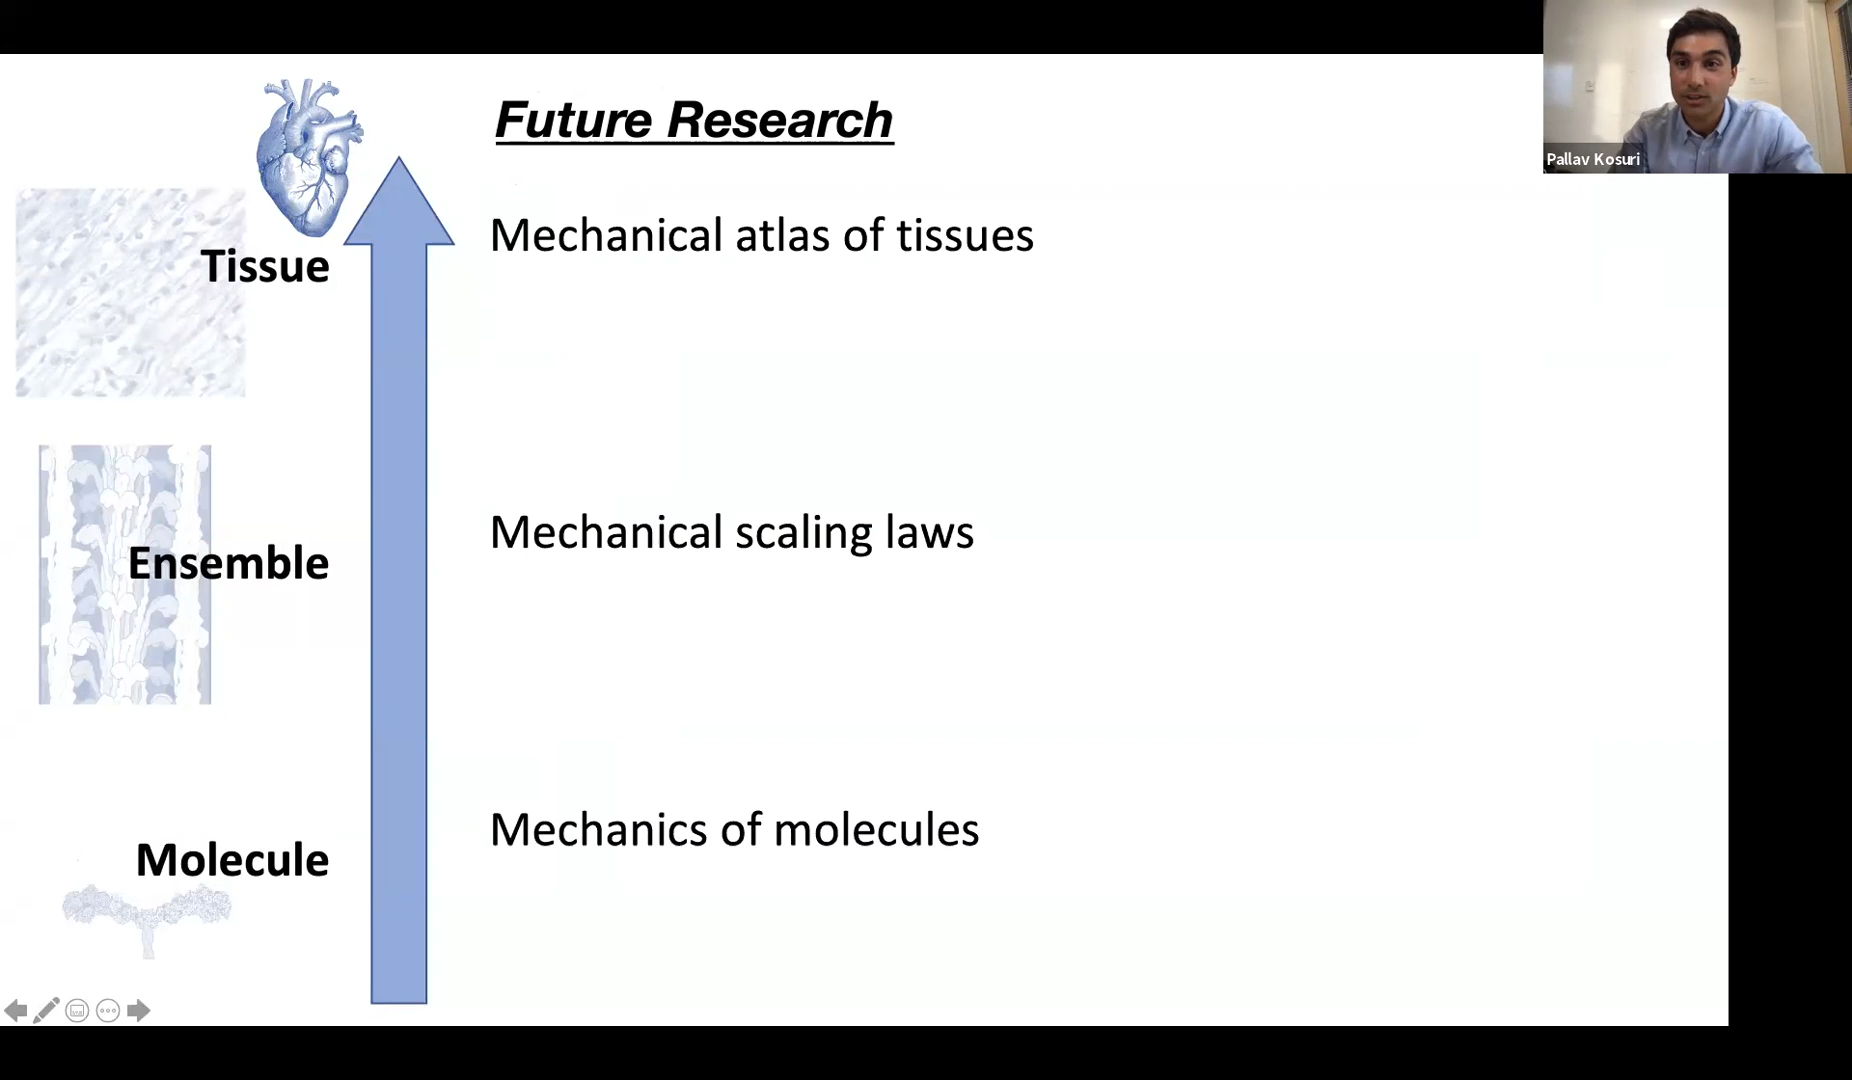 Future Research
Pallav Kosuri
Tissue
Mechanical atlas of tissues
Ensemble
Mechanical scaling laws
Molecule
Mechanics of molecules